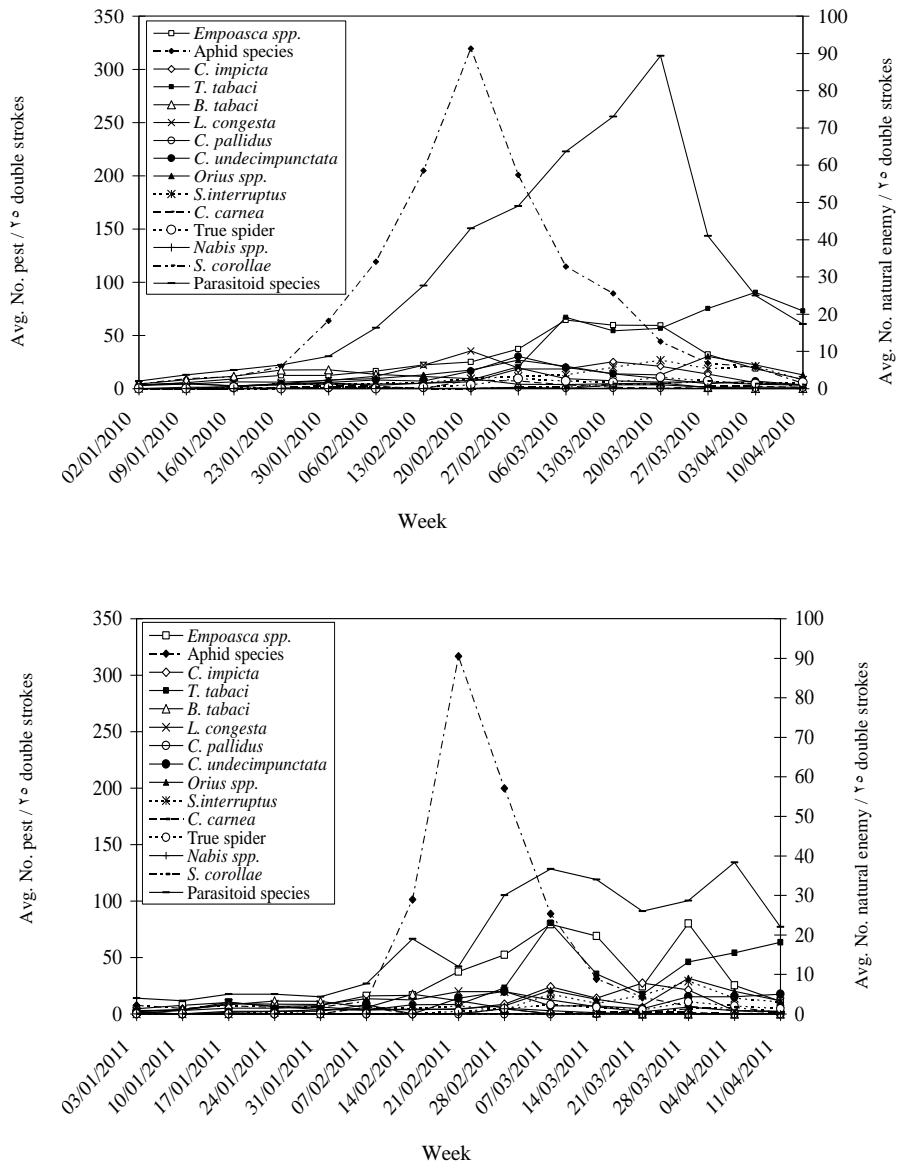 350
300
250
200
150
100
50
0
100
90
80
70
60
50
40
30
20
10
0
Avg. No. pest / ٢٥ double strokes
Avg. No. natural enemy / ٢٥ double strokes
Empoasca spp.
Aphid species
C. impicta
T. tabaci
B. tabaci
L. congesta
C. pallidus
C. undecimpunctata
Orius spp.
S.interruptus
C. carnea
True spider
Nabis spp.
S. corollae
Parasitoid species
02/01/2010
09/01/2010
16/01/2010
23/01/2010
30/01/2010
06/02/2010
13/02/2010
20/02/2010
27/02/2010
06/03/2010
13/03/2010
20/03/2010
27/03/2010
03/04/2010
10/04/2010
Week
350
300
250
200
150
100
50
0
100
90
80
70
60
50
40
30
20
10
0
Avg. No. pest / ٢٥ double strokes
Avg. No. natural enemy / ٢٥ double strokes
Empoasca spp.
Aphid species
C. impicta
T. tabaci
B. tabaci
L. congesta
C. pallidus
C. undecimpunctata
Orius spp.
S.interruptus
C. carnea
True spider
Nabis spp.
S. corollae
Parasitoid species
03/01/2011
10/01/2011
17/01/2011
24/01/2011
31/01/2011
07/02/2011
14/02/2011
21/02/2011
28/02/2011
07/03/2011
14/03/2011
21/03/2011
28/03/2011
04/04/2011
11/04/2011
Week